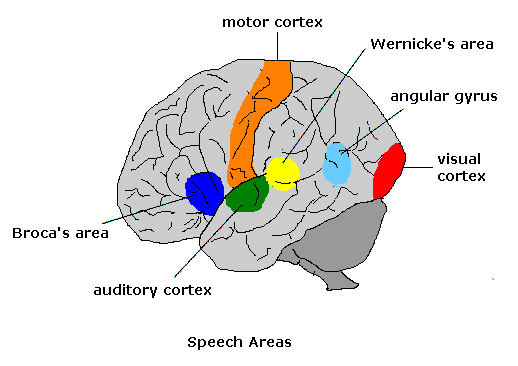 motor cortex
Wernicke's area
angular gyrus
visual
cortex
Broca's area
auditory cortex
Speech Areas